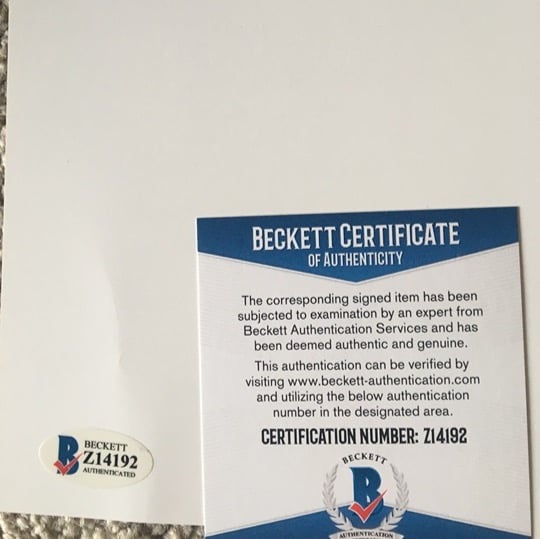 BECKETT CERTIFICATE
OF AUTHENTICITY
The corresponding signed item has been
subjected to examination by an expert from
Beckett Authentication Services and has
been deemed authentic and genuine.
This authentication can be verified by
visiting www.beckett-authentication.com
and utilizing the below authentication
number in the designated area.
CERTIFICATION NUMBER: Z14192
BECKETT
B
AUTHENTICATION
B
BECKETT
Z14192
AUTHENTICATED